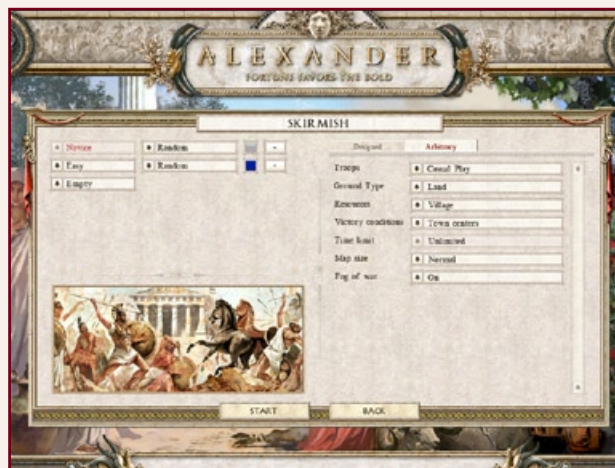 ALEXANDER
FORTUNE FAVORS THE BOLD
SKIRMISH
Novice Random -
Easy Random -
Empty
Designed Arbitrary
Troops Casual Play
Ground Type Land
Resources Village
Victory conditions Town centers
Time limit Unlimited
Map size Normal
Fog of war On
START BACK